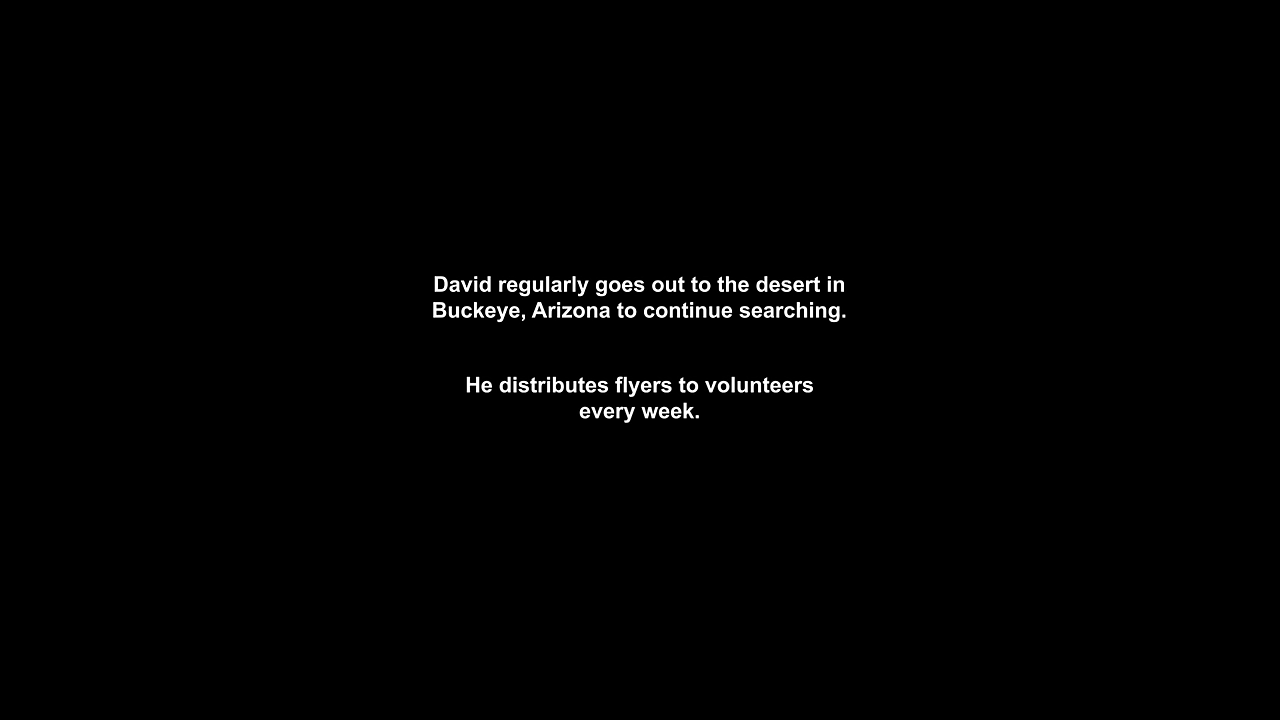 David regularly goes out to the desert in
Buckeye, Arizona to continue searching.
He distributes flyers to volunteers
every week.